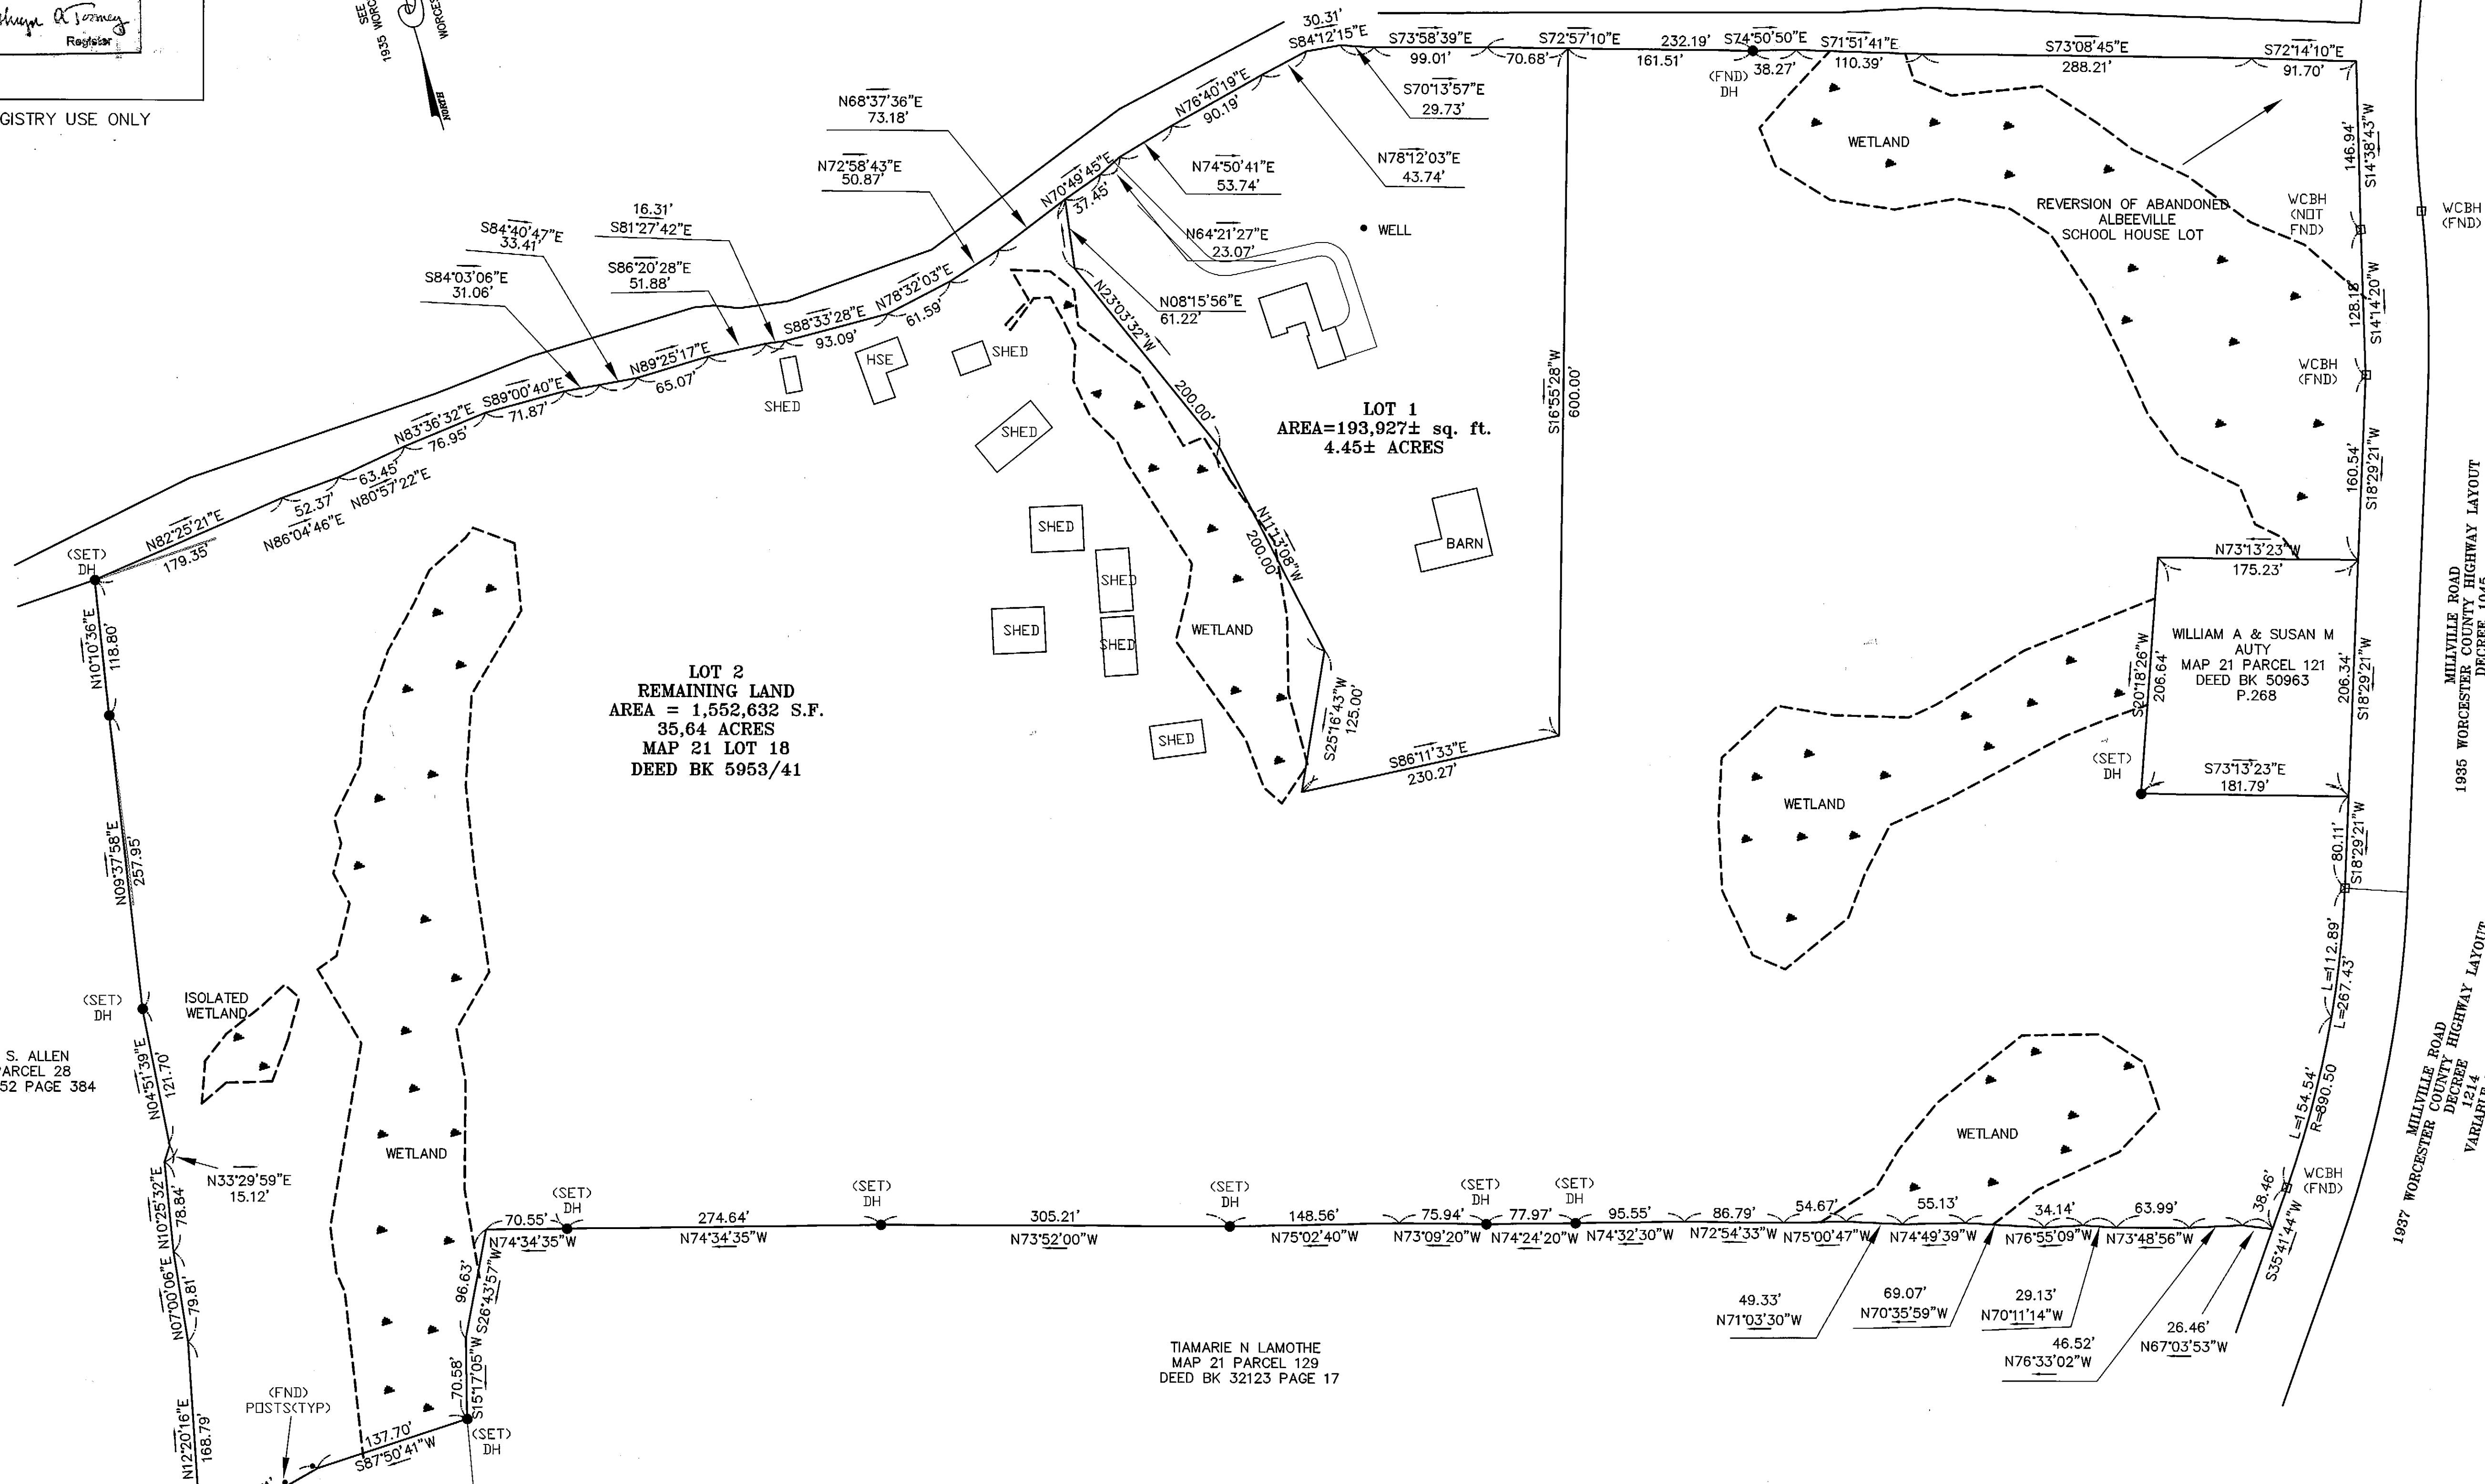 Register
GISTRY USE ONLY
SEE
1935 WORC
WORCES
NORTH
30.31'
S84°12'15"E
S73°58'39"E
99.01'
70.68'
S72°57'10"E
232.19'
161.51'
S74°50'50"E
38.27'
(FND)
DH
S71°51'41"E
110.39'
S73°08'45"E
288.21'
S72°14'10"E
91.70'
S70°13'57"E
29.73'
N76°40'19"E
90.19'
N78°12'03"E
43.74'
N74°50'41"E
53.74'
N68°37'36"E
73.18'
N72°58'43"E
50.87'
N70°49'45"E
37.45'
N64°21'27"E
23.07'
N08°15'56"E
61.22'
WELL
16.31'
S81°27'42"E
S84°40'47"E
33.41'
S86°20'28"E
51.88'
S84°03'06"E
31.06'
S88°33'28"E
93.09'
N78°32'03"E
61.59'
N89°25'17"E
65.07'
S89°00'40"E
71.87'
N83°36'32"E
76.95'
63.45'
N80°57'22"E
52.37'
N86°04'46"E
N82°25'21"E
179.35'
(SET)
DH
SHED
HSE
SHED
SHED
SHED
SHED
SHED
SHED
SHED
N23°03'32"W
200.00'
N11°13'08"W
200.00'
S25°16'43"W
125.00'
S86°11'33"E
230.27'
S16°55'28"W
600.00'
LOT 1
AREA=193,927± sq. ft.
4.45± ACRES
BARN
WETLAND
WETLAND
REVERSION OF ABANDONED
ALBEEVILLE
SCHOOL HOUSE LOT
146.94'
S14°38'43"W
WCBH
(NOT
FND)
WCBH
(FND)
128.18'
S14°14'20"W
WCBH
(FND)
160.54'
S18°29'21"W
N73°13'23"W
175.23'
WILLIAM A & SUSAN M
AUTY
MAP 21 PARCEL 121
DEED BK 50963
P.268
S20°18'26"W
206.64'
206.34'
S18°29'21"W
(SET)
DH
S73°13'23"E
181.79'
80.11'
S18°29'21"W
MILLVILLE ROAD
1935 WORCESTER COUNTY HIGHWAY LAYOUT
DECREE 1045
LOT 2
REMAINING LAND
AREA = 1,552,632 S.F.
35,64 ACRES
MAP 21 LOT 18
DEED BK 5953/41
N10°10'36"E
118.80'
N09°37'58"E
257.95'
(SET)
DH
ISOLATED
WETLAND
S. ALLEN
PARCEL 28
52 PAGE 384
N04°51'39"E
121.70'
N33°29'59"E
15.12'
N10°25'32"E
78.84'
N07°00'06"E
79.81'
N12°20'16"E
168.79'
(FND)
POSTS(TYP)
WETLAND
137.70'
S87°50'41"W
(SET)
DH
70.58'
S15°17'05"W
96.63'
S26°43'57"W
70.55'
N74°34'35"W
(SET)
DH
274.64'
N74°34'35"W
(SET)
DH
305.21'
N73°52'00"W
(SET)
DH
148.56'
N75°02'40"W
75.94'
N73°09'20"W
(SET)
DH
77.97'
N74°24'20"W
(SET)
DH
95.55'
N74°32'30"W
86.79'
N72°54'33"W
54.67'
N75°00'47"W
55.13'
N74°49'39"W
34.14'
N76°55'09"W
63.99'
N73°48'56"W
49.33'
N71°03'30"W
69.07'
N70°35'59"W
29.13'
N70°11'14"W
46.52'
N76°33'02"W
26.46'
N67°03'53"W
WETLAND
WETLAND
L=112.89'
L=267.43'
L=154.54'
R=890.50
WCBH
(FND)
38.46'
S35°41'44"W
MILLVILLE ROAD
1937 WORCESTER COUNTY HIGHWAY LAYOUT
DECREE
1214
VARIABLE
TIAMARIE N LAMOTHE
MAP 21 PARCEL 129
DEED BK 32123 PAGE 17